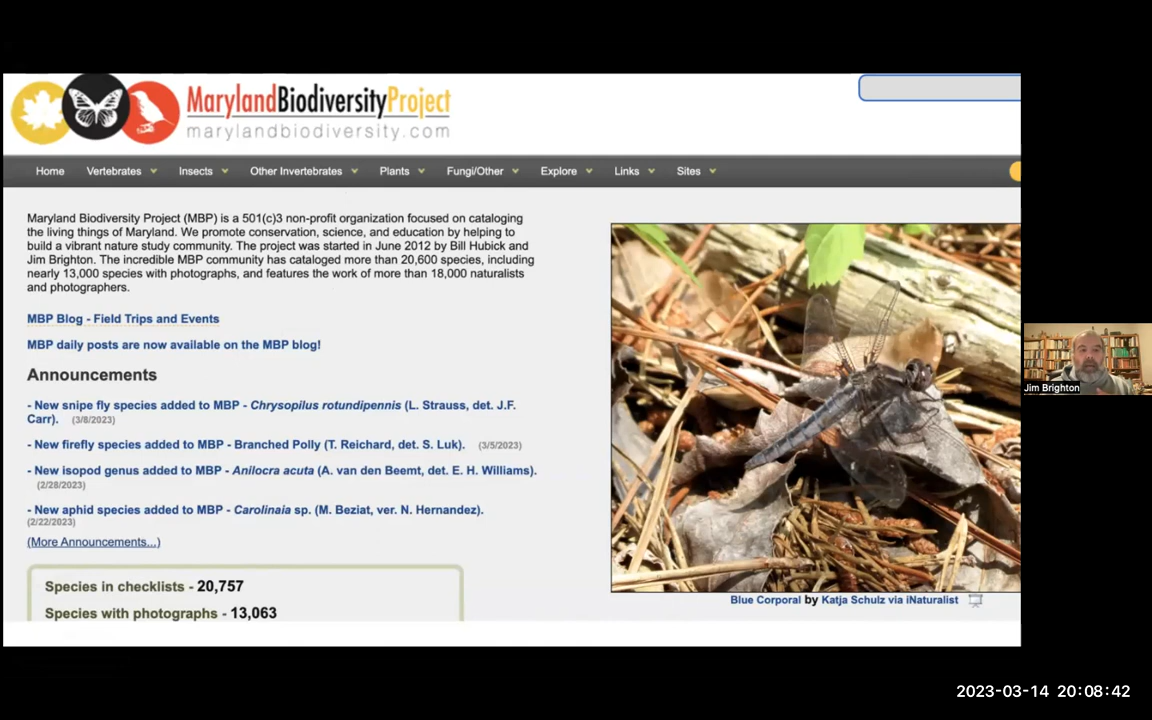 MarylandBiodiversityProject
marylandbiodiversity.com
Home Vertebrates Insects Other Invertebrates Plants Fungi/Other Explore Links Sites
Maryland Biodiversity Project (MBP) is a 501(c)3 non-profit organization focused on cataloging
the living things of Maryland. We promote conservation, science, and education by helping to
build a vibrant nature study community. The project was started in June 2012 by Bill Hubick and
Jim Brighton. The incredible MBP community has cataloged more than 20,600 species, including
nearly 13,000 species with photographs, and features the work of more than 18,000 naturalists
and photographers.
MBP Blog - Field Trips and Events
MBP daily posts are now available on the MBP blog!
Announcements
- New snipe fly species added to MBP - Chrysopilus rotundipennis (L. Strauss, det. J.F.
Carr). (3/8/2023)
- New firefly species added to MBP - Branched Polly (T. Reichard, det. S. Luk). (3/5/2023)
- New isopod genus added to MBP - Anilocra acuta (A. van den Beemt, det. E. H. Williams).
(2/28/2023)
- New aphid species added to MBP - Carolinaia sp. (M. Beziat, ver. N. Hernandez).
(2/22/2023)
(More Announcements...)
Species in checklists - 20,757
Species with photographs - 13,063
Blue Corporal by Katja Schulz via iNaturalist
Jim Brighton
2023-03-14 20:08:42